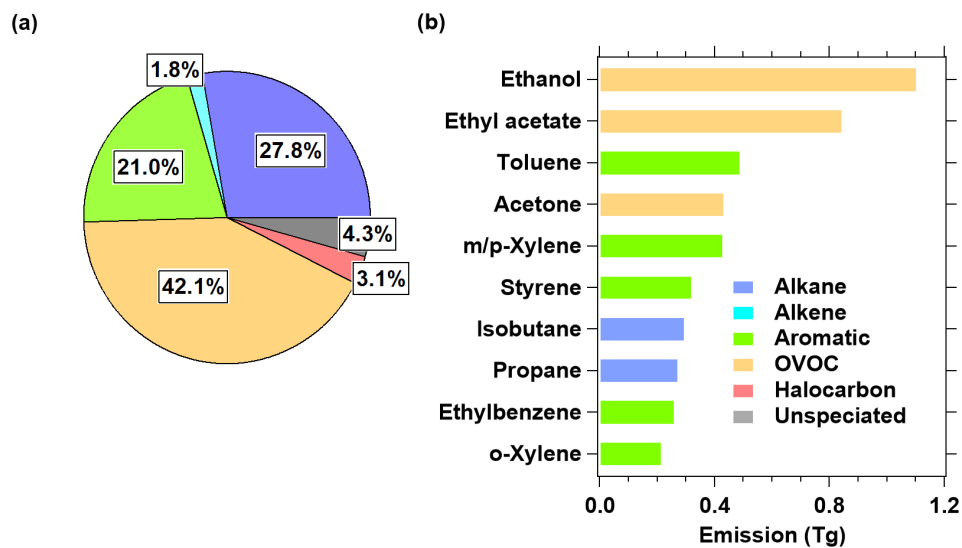 (a)
1.8%
27.8%
21.0%
4.3%
3.1%
42.1%
(b)
Ethanol
Ethyl acetate
Toluene
Acetone
m/p-Xylene
Styrene
Isobutane
Propane
Ethylbenzene
o-Xylene
Alkane
Alkene
Aromatic
OVOC
Halocarbon
Unspeciated
0.0 0.4 0.8 1.2
Emission (Tg)